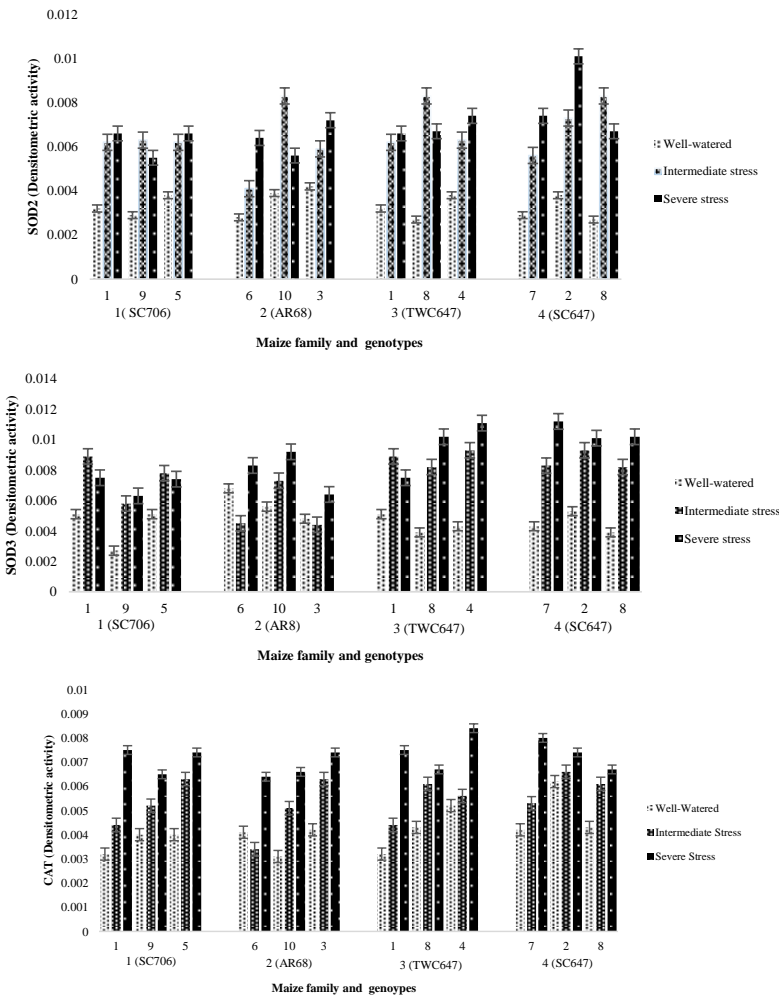 0.012
0.01
0.008
0.006
0.004
0.002
0
SOD2 (Densitometric activity)
1 9 5 6 10 3 1 8 4 7 2 8
1( SC706) 2 (AR68) 3 (TWC647) 4 (SC647)
Maize family and genotypes
Well-watered
Intermediate stress
Severe stress
0.014
0.012
0.01
0.008
0.006
0.004
0.002
0
SOD3 (Densitometric activity)
1 9 5 6 10 3 1 8 4 7 2 8
1 (SC706) 2 (AR8) 3 (TWC647) 4 (SC647)
Maize family and genotypes
Well-watered
Intermediate stress
Severe stress
0.01
0.009
0.008
0.007
0.006
0.005
0.004
0.003
0.002
0.001
0
CAT (Densitometric activity)
1 9 5 6 10 3 1 8 4 7 2 8
1 (SC706) 2 (AR68) 3 (TWC647) 4 (SC647)
Maize family and genoypes
Well-Watered
Intermediate Stress
Severe Stress